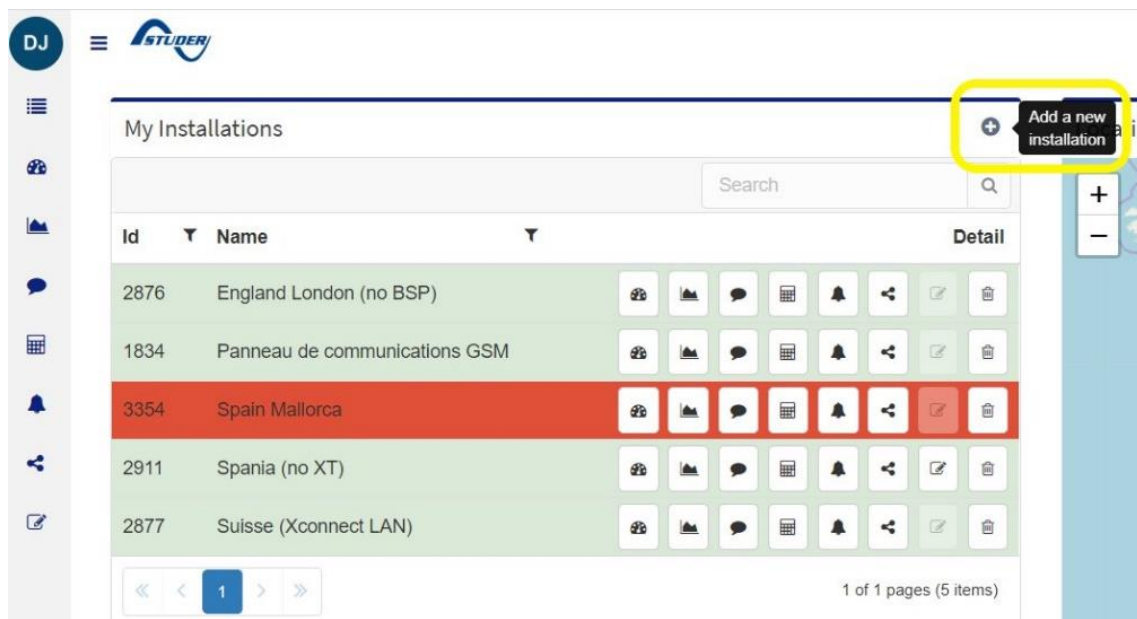 DJ
STUDER
My Installations
Add a new
installation
Search
Id Name Detail
2876 England London (no BSP)
1834 Panneau de communications GSM
3354 Spain Mallorca
2911 Spania (no XT)
2877 Suisse (Xconnect LAN)
« < 1 > »
1 of 1 pages (5 items)
+
−